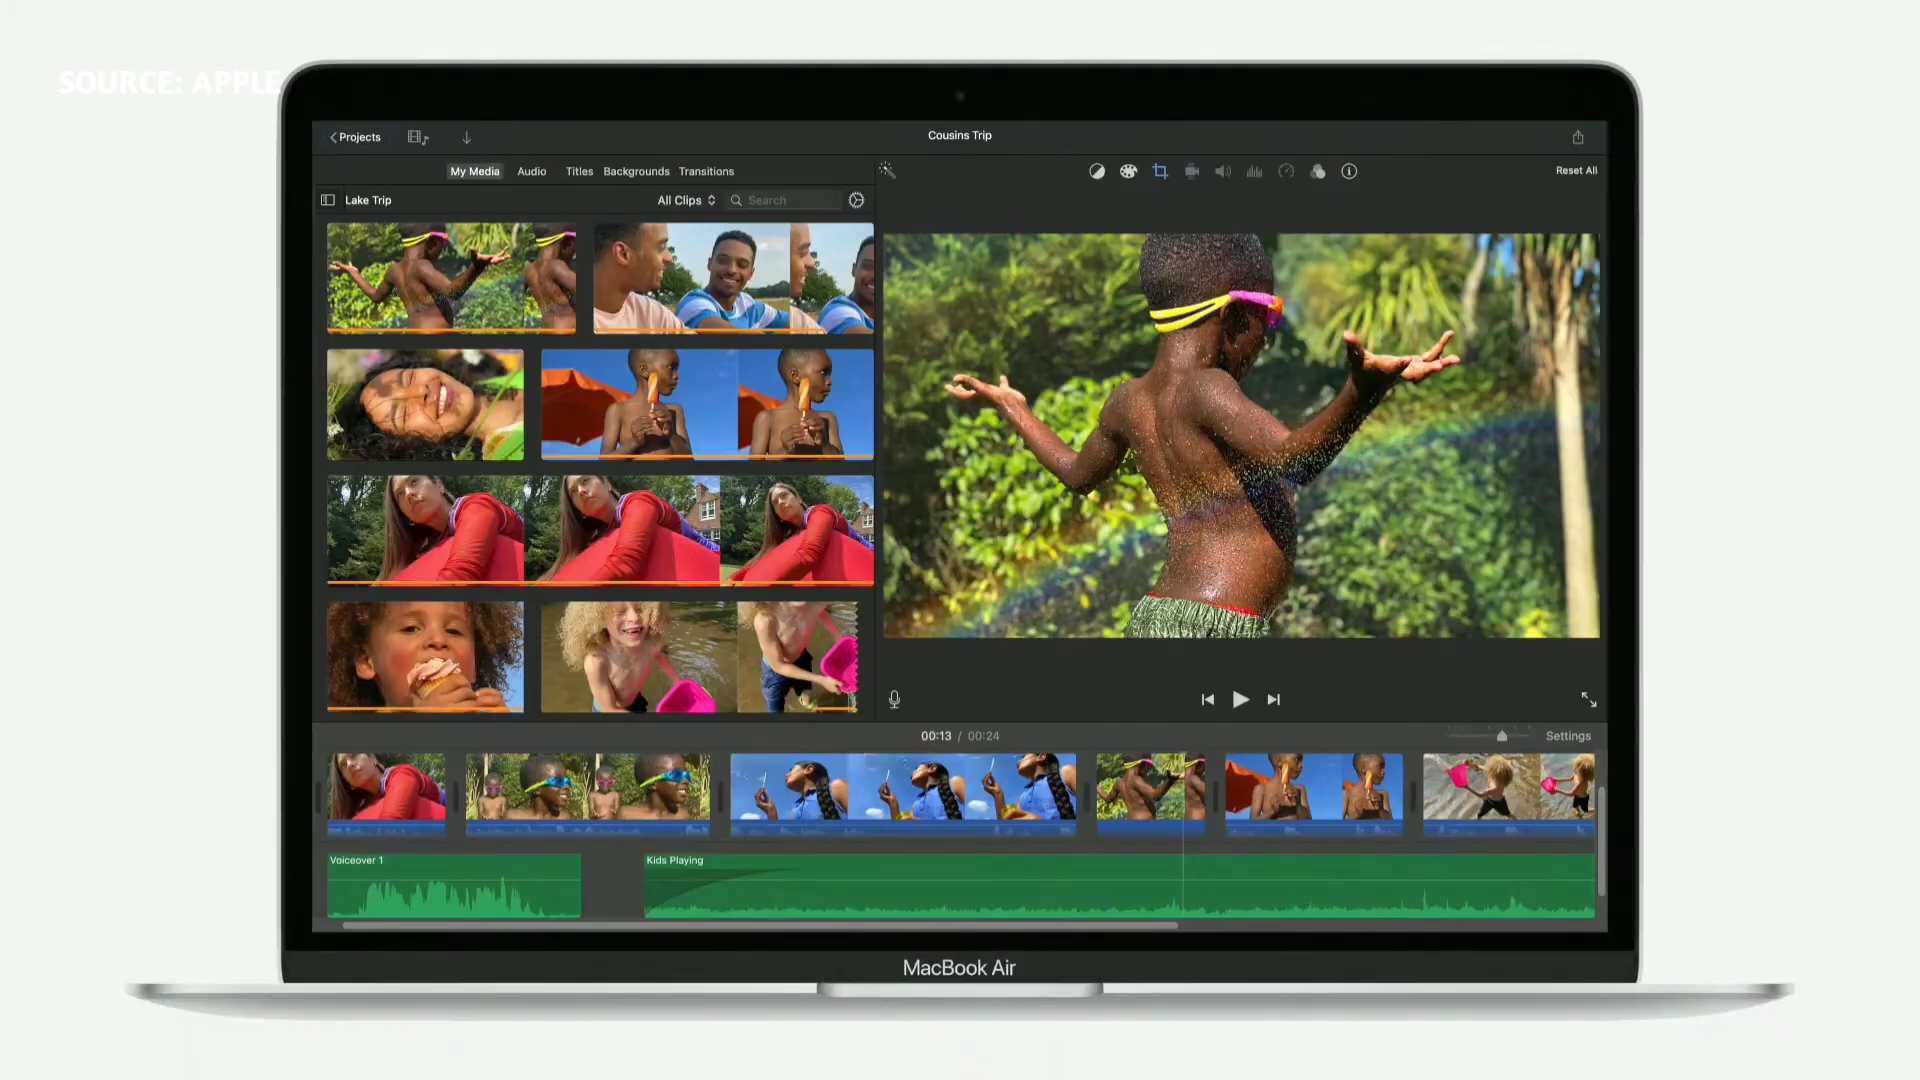 SOURCE: APPLE
Projects
Cousins Trip
My Media Audio Titles Backgrounds Transitions
Reset All
Lake Trip All Clips Search
00:13 / 00:24 Settings
Voiceover 1 Kids Playing
MacBook Air